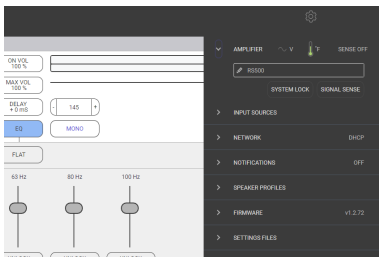 AMPLIFIER V °F SENSE OFF
ON VOL
100 %
RS500
MAX VOL
100 %
SYSTEM LOCK SIGNAL SENSE
DELAY
+ 0 mS
- 145 +
INPUT SOURCES
EQ MONO
NETWORK DHCP
FLAT
NOTIFICATIONS OFF
63 Hz 80 Hz 100 Hz
SPEAKER PROFILES
FIRMWARE v1.2.72
SETTINGS FILES